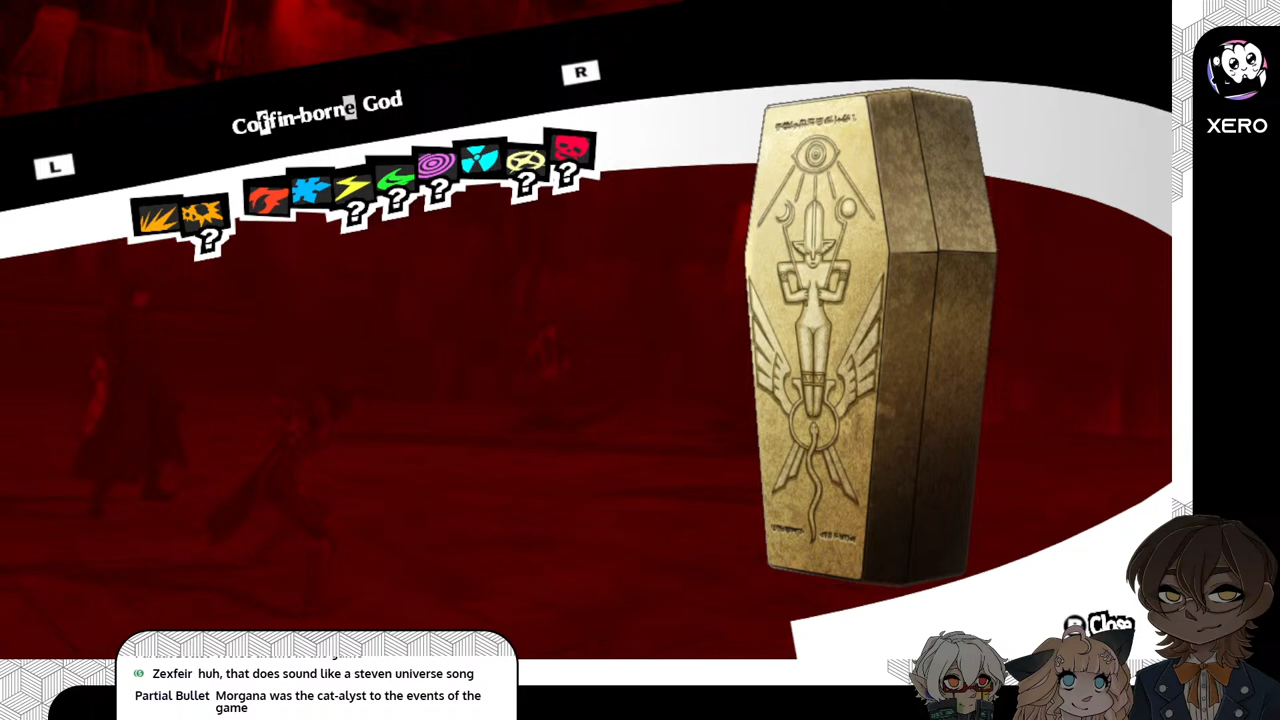 R
Coffin-borne God
L
XERO
?
?
?
?
?
?
Close
Zexfeir huh, that does sound like a steven universe song
Partial Bullet Morgana was the cat-alyst to the events of the
game